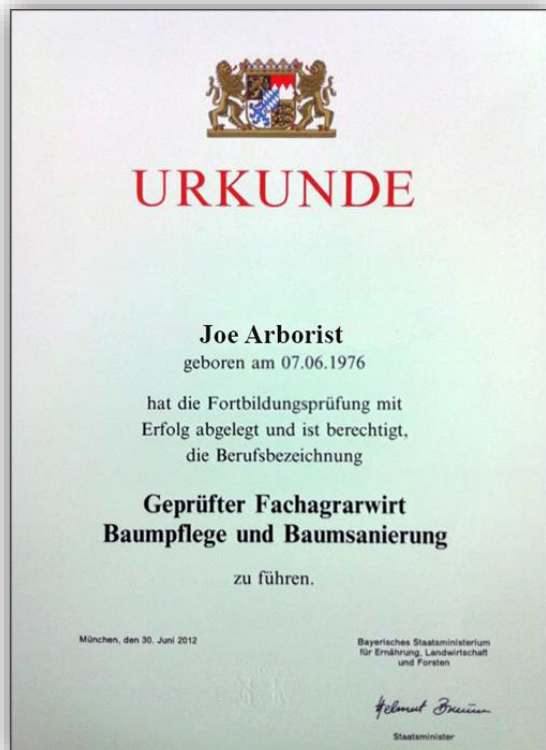 URKUNDE
Joe Arborist
geboren am 07.06.1976
hat die Fortbildungsprüfung mit
Erfolg abgelegt und ist berechtigt,
die Berufsbezeichnung
Geprüfter Fachagrarwirt
Baumpflege und Baumsanierung
zu führen.
München, den 30. Juni 2012
Bayerisches Staatsministerium
für Ernährung, Landwirtschaft
und Forsten
Helmut
Staatsminister